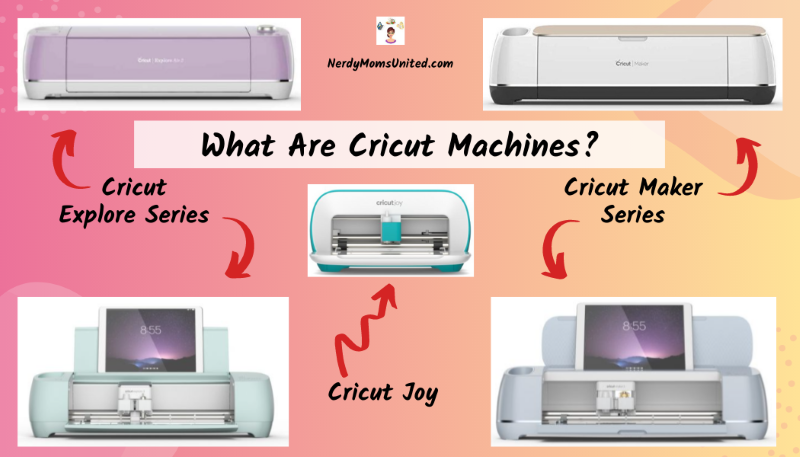 NerdyMomsUnited.com
Cricut | Explore Air 2
Cricut | Maker
What Are Cricut Machines?
Cricut
Explore Series
Cricut Maker
Series
cricut joy
8:55
8:55
Cricut Joy